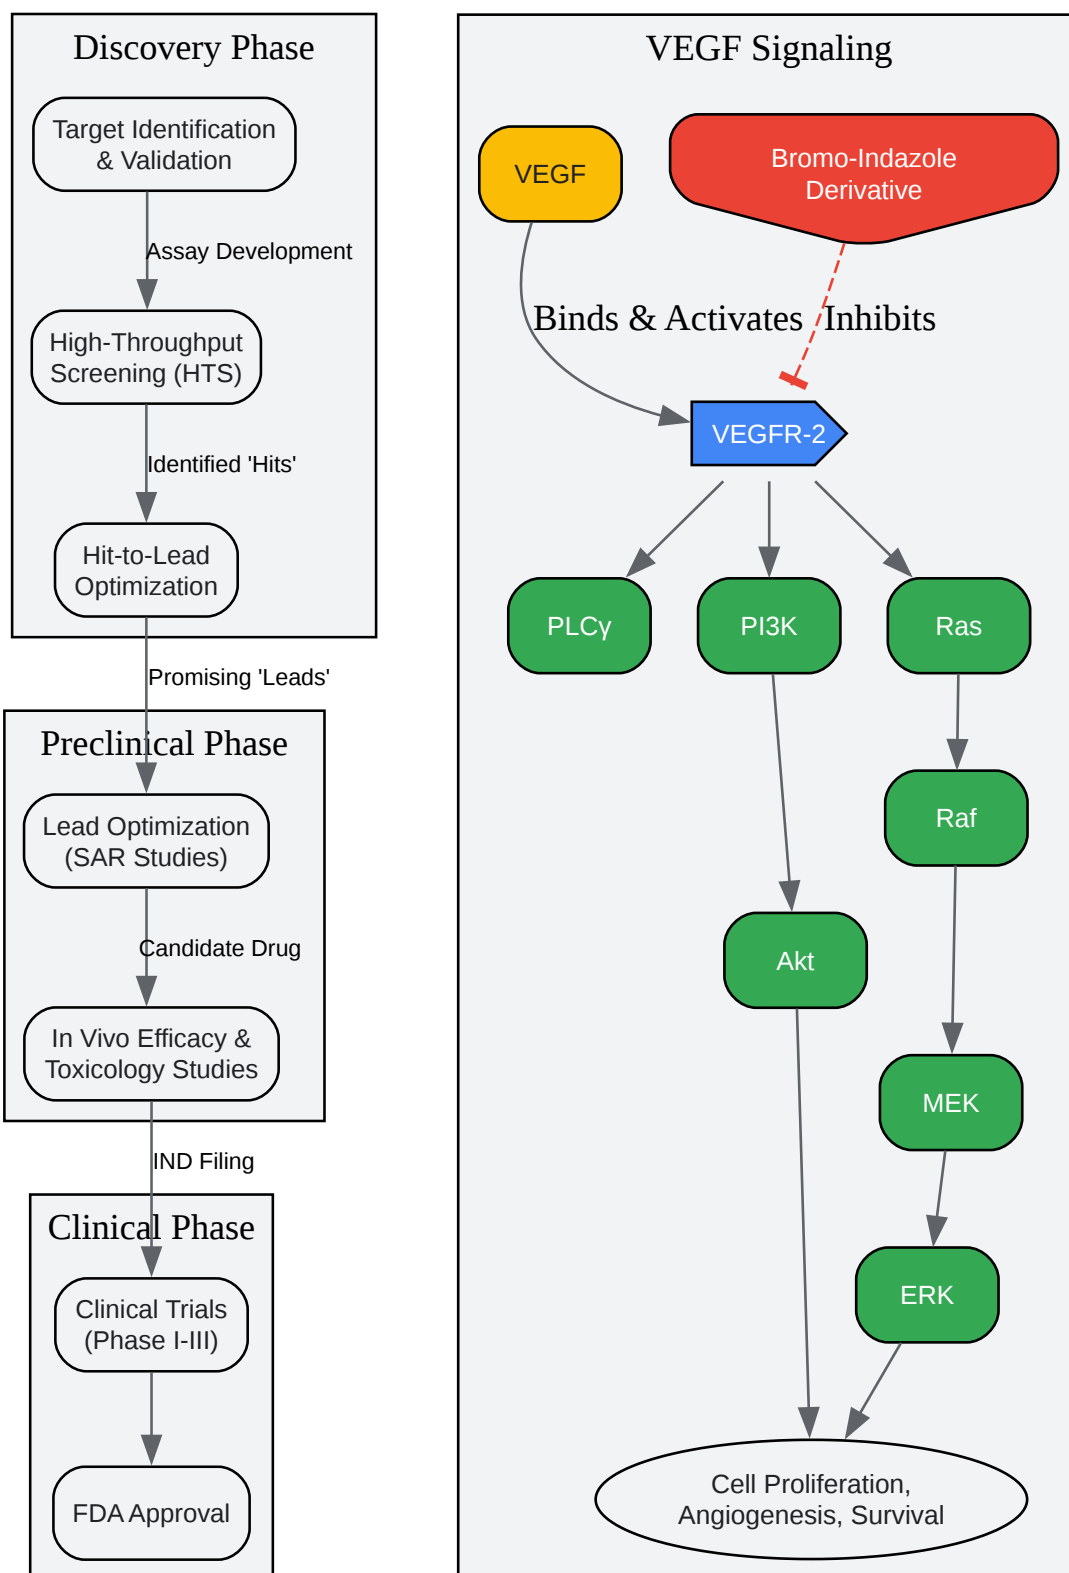 Discovery Phase
Target Identification
& Validation
Assay Development
High-Throughput
Screening (HTS)
Identified 'Hits'
Hit-to-Lead
Optimization
Promising 'Leads'
Preclinical Phase
Lead Optimization
(SAR Studies)
Candidate Drug
In Vivo Efficacy &
Toxicology Studies
IND Filing
Clinical Phase
Clinical Trials
(Phase I-III)
FDA Approval
VEGF Signaling
VEGF
Bromo-Indazole
Derivative
Binds & Activates
Inhibits
VEGFR-2
PLCγ
PI3K
Ras
Raf
Akt
MEK
ERK
Cell Proliferation,
Angiogenesis, Survival